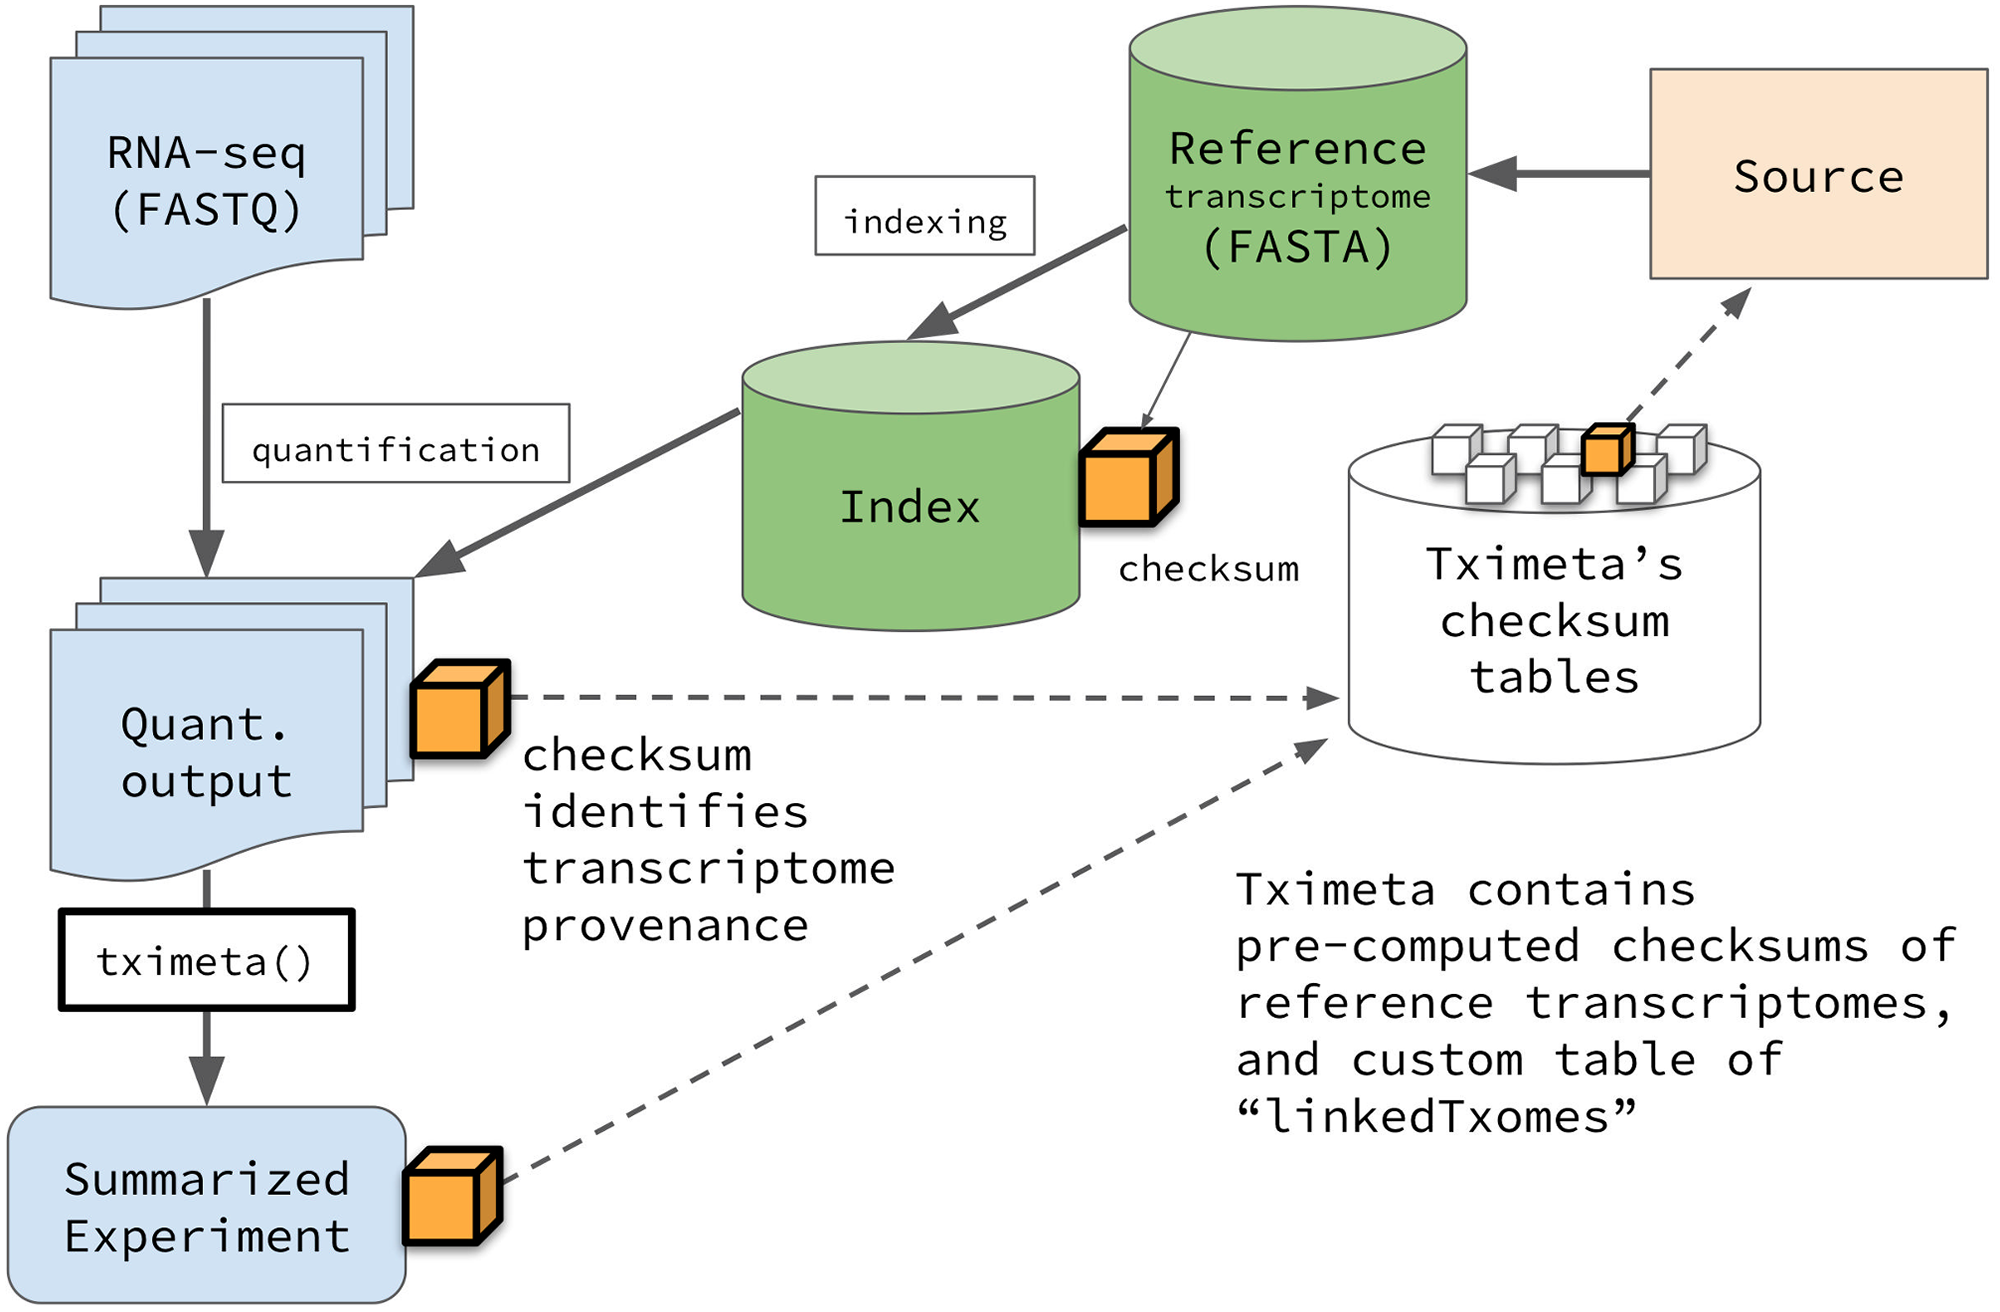 RNA-seq
(FASTQ)
Reference
transcriptome
(FASTA)
Source
indexing
quantification
Index
checksum
Tximeta’s
checksum
tables
Quant.
output
checksum
identifies
transcriptome
provenance
tximeta()
Tximeta contains
pre-computed checksums of
reference transcriptomes,
and custom table of
“linkedTxomes”
Summarized
Experiment